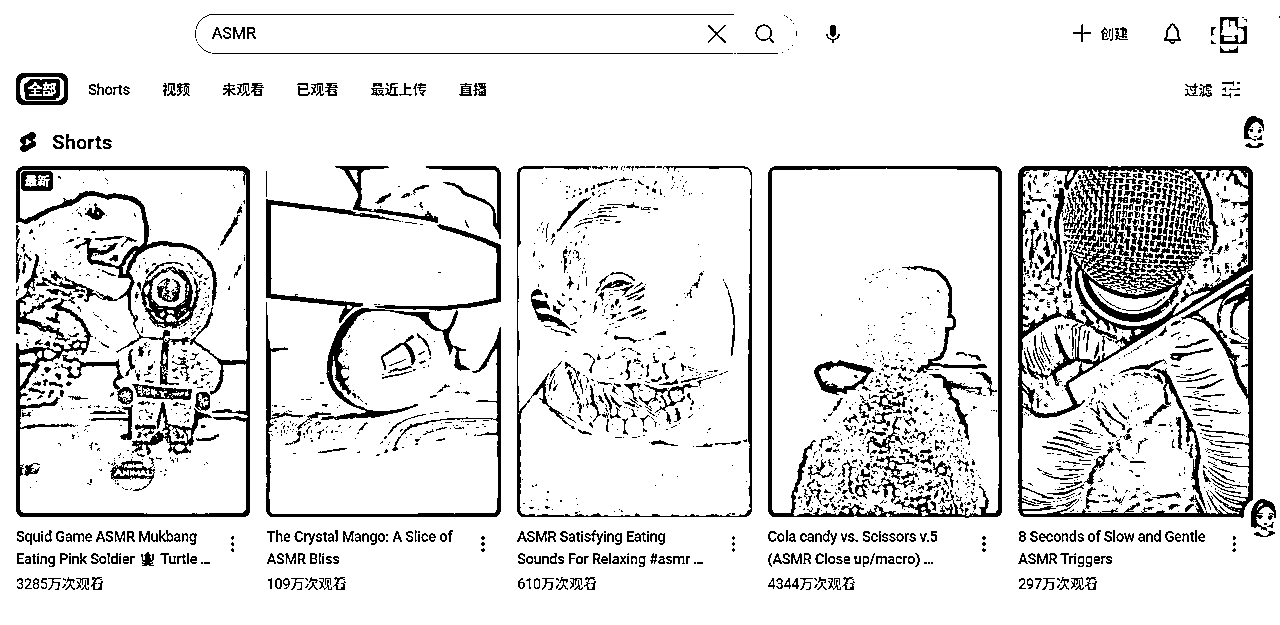 ASMR
创建
全部 Shorts 视频 未观看 已观看 最近上传 直播 过滤
Shorts
最新
ANIMAL
Squid Game ASMR Mukbang
Eating Pink Soldier Turtle ...
3285万次观看
The Crystal Mango: A Slice of
ASMR Bliss
109万次观看
ASMR Satisfying Eating
Sounds For Relaxing #asmr ...
610万次观看
Cola candy vs. Scissors v.5
(ASMR Close up/macro) ...
4344万次观看
8 Seconds of Slow and Gentle
ASMR Triggers
297万次观看